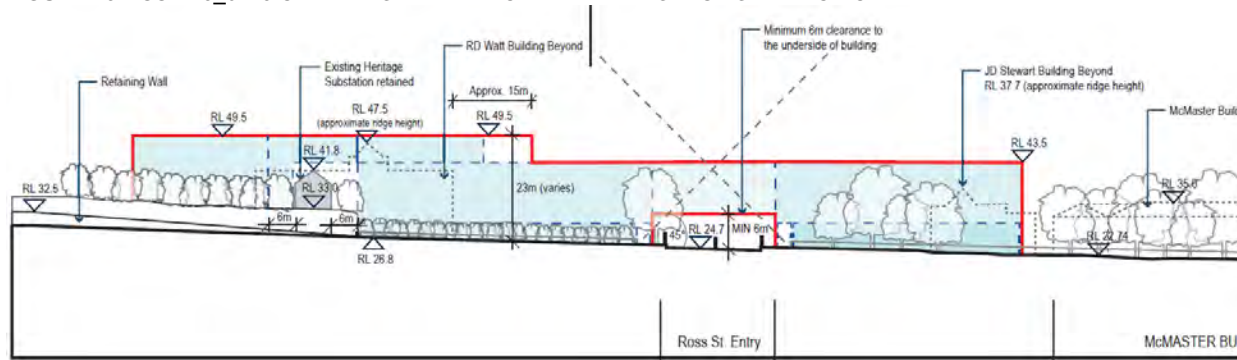 Minimum 6m clearance to
the underside of building
RD Watt Building Beyond
Existing Heritage
Substation retained
Retaining Wall
JD Stewart Building Beyond
RL 37 7 (approximate ridge height)
McMaster Buil
Approx. 15m
RL 49.5
RL 47.5
(approximate ridge height)
RL 49.5
RL 41.8
RL 43.5
RL 32.5
RL 33.0
23m (varies)
RL 35.6
6m
6m
45
RL 24.7
MIN 6m
RL 22.74
RL 26.8
Ross St. Entry
McMASTER BU